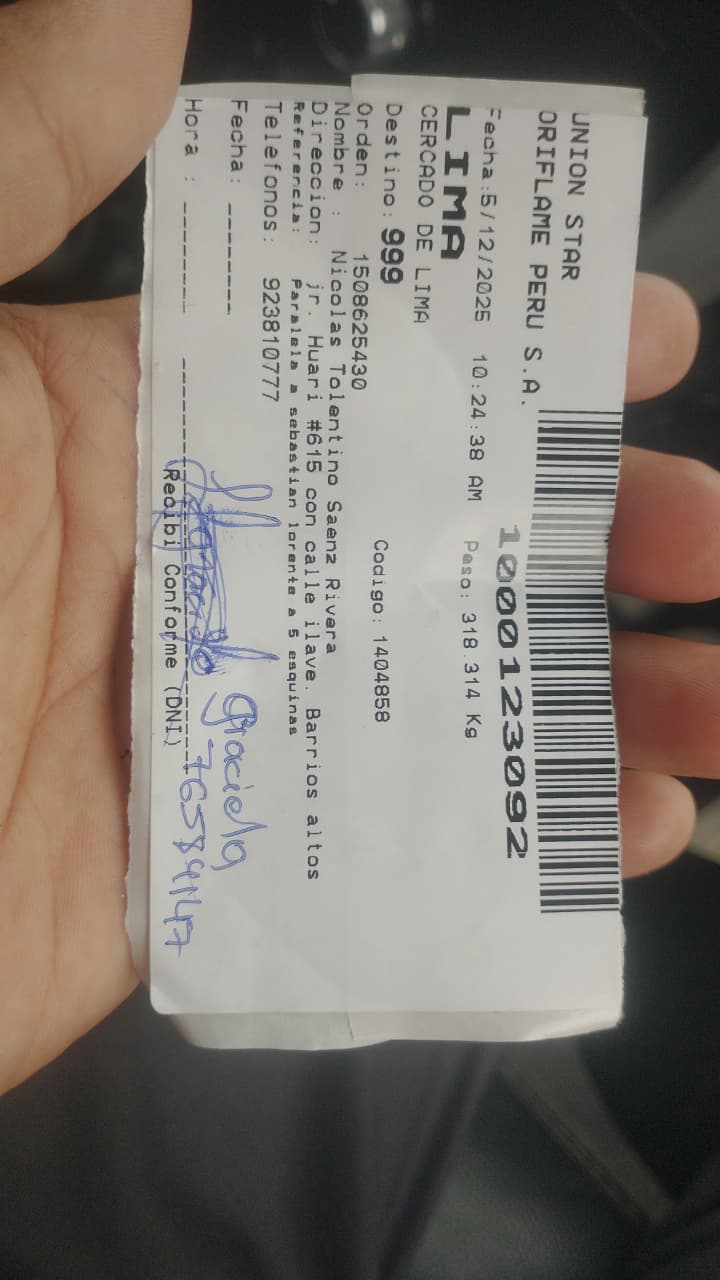 UNION STAR
ORIFLAME PERU S.A.
1000123092
Fecha:5/12/2025 10:24:38 AM Peso: 318.314 Kg
LIMA
CERCADO DE LIMA
Destino: 999 Codigo: 1404858
Orden: 1508625430
Nombre : Nicolas Tolentino Saenz Rivera
Direccion: jr. Huari #615 con calle ilave. Barrios altos
Referencia: Paralela a sebastian lorente a 5 esquinas
Telefonos: 923810777
Fecha: _______
Graciela
Hora : _______
Recibi Conforme (DNI)